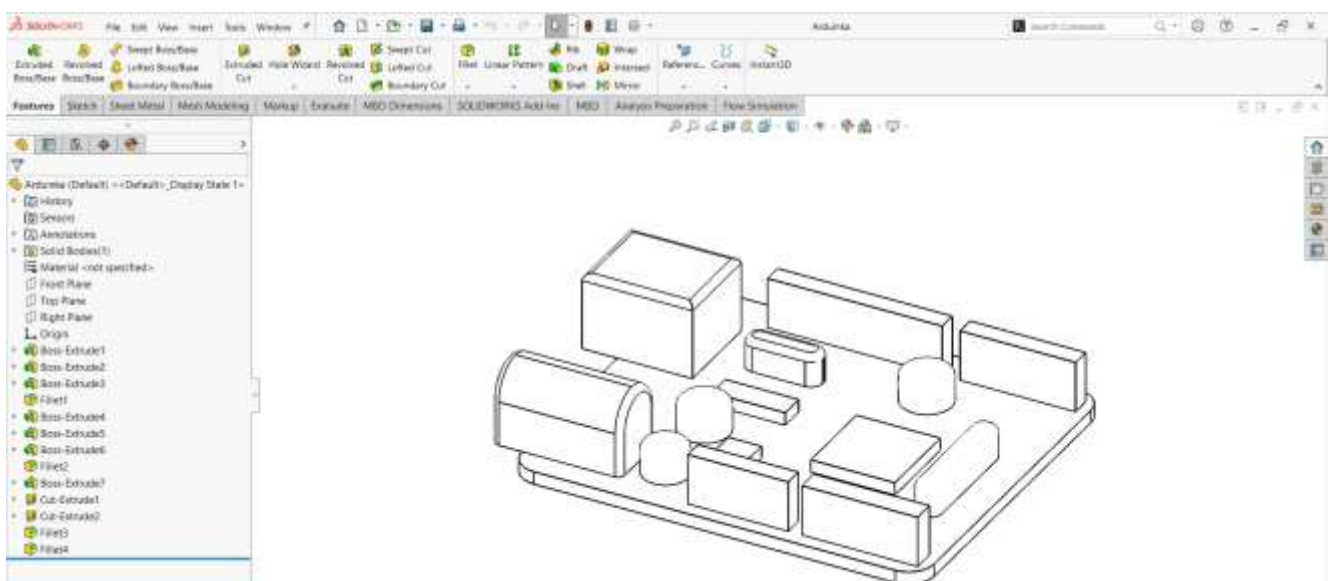 SOLIDWORKS File Edit View Insert Tools Window Arduinka Search Commands
Extruded Boss/Base Revolved Boss/Base Swept Boss/Base Lofted Boss/Base Boundary Boss/Base Extruded Cut Hole Wizard Revolved Cut Swept Cut Lofted Cut Boundary Cut Fillet Linear Pattern Rib Draft Shell Wrap Intersect Mirror Referenc... Curves Instant3D
Features Sketch Sheet Metal Mesh Modeling Markup Evaluate MBD Dimensions SOLIDWORKS Add-Ins MBD Analysis Preparation Flow Simulation
Arduinka (Default) <<Default>_Display State 1>
History
Sensors
Annotations
Solid Bodies(1)
Material <not specified>
Front Plane
Top Plane
Right Plane
Origin
Boss-Extrude1
Boss-Extrude2
Boss-Extrude3
Fillet1
Boss-Extrude4
Boss-Extrude5
Boss-Extrude6
Fillet2
Boss-Extrude7
Cut-Extrude1
Cut-Extrude2
Fillet3
Fillet4